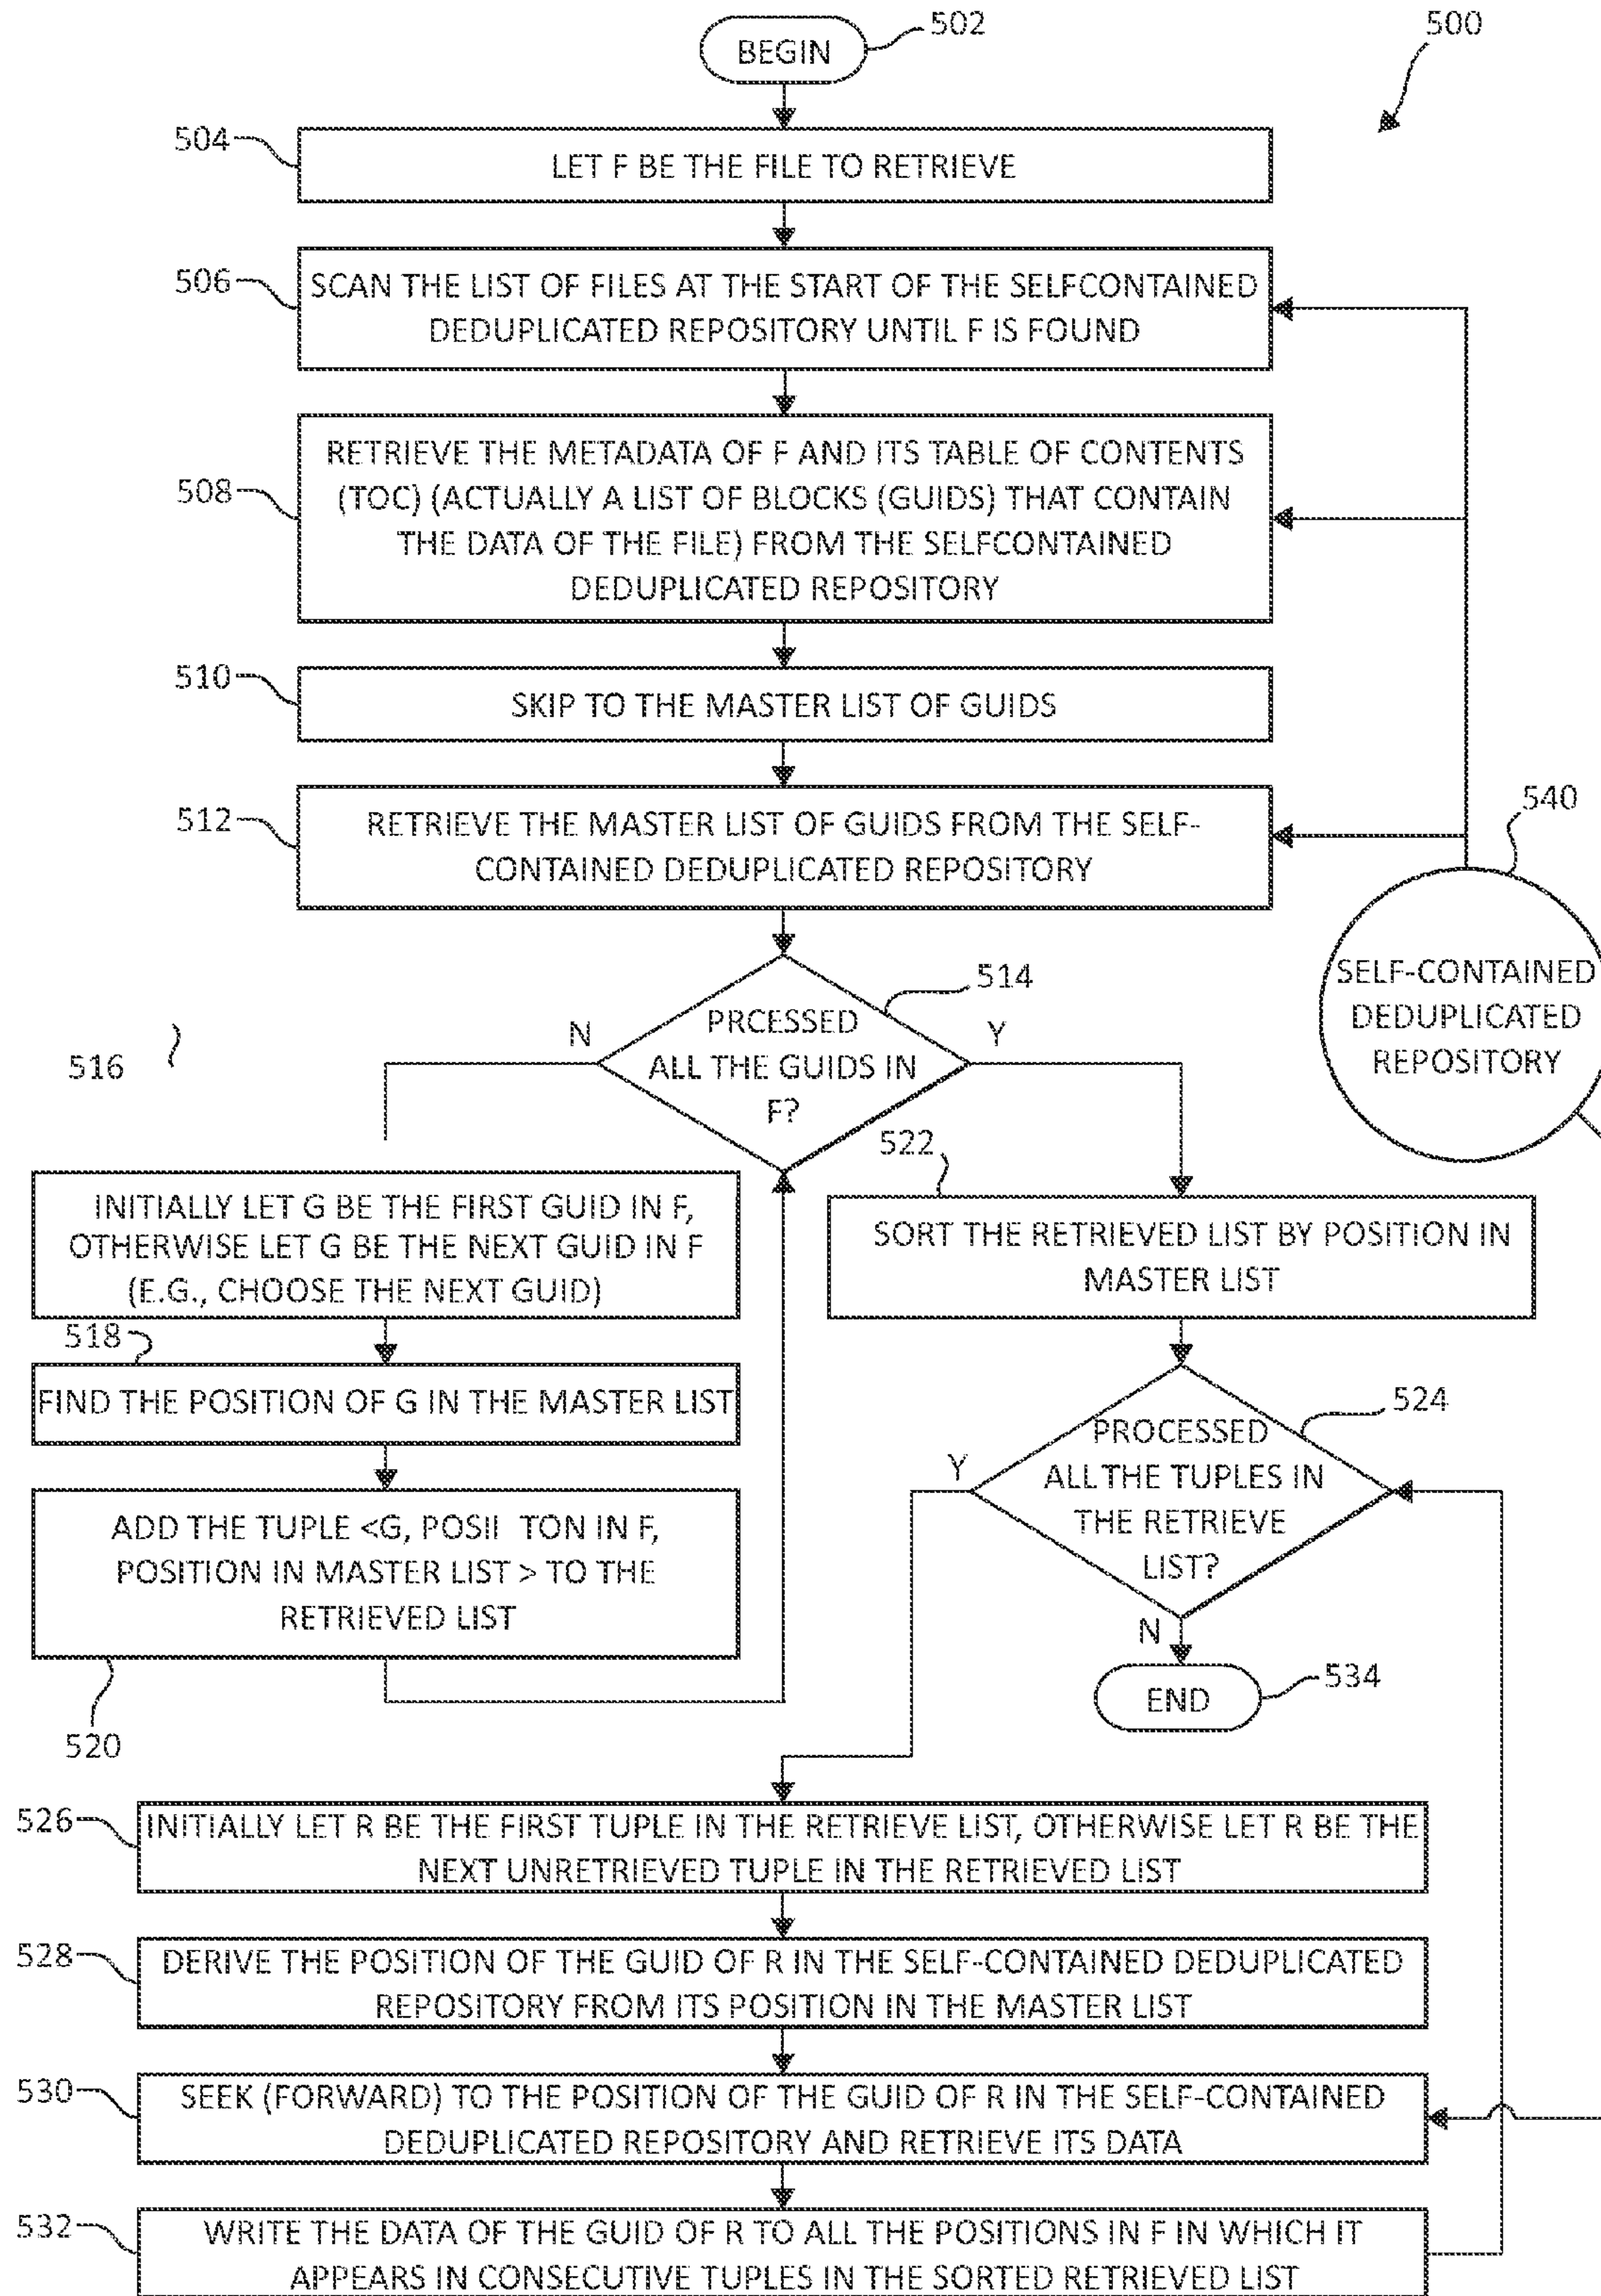 BEGIN
502
500
504
LET F BE THE FILE TO RETRIEVE
506
SCAN THE LIST OF FILES AT THE START OF THE SELFCONTAINED
DEDUPLICATED REPOSITORY UNTIL F IS FOUND
508
RETRIEVE THE METADATA OF F AND ITS TABLE OF CONTENTS
(TOC) (ACTUALLY A LIST OF BLOCKS (GUIDS) THAT CONTAIN
THE DATA OF THE FILE) FROM THE SELFCONTAINED
DEDUPLICATED REPOSITORY
510
SKIP TO THE MASTER LIST OF GUIDS
512
RETRIEVE THE MASTER LIST OF GUIDS FROM THE SELF-
CONTAINED DEDUPLICATED REPOSITORY
540
SELF-CONTAINED
DEDUPLICATED
REPOSITORY
514
PRCESSED
ALL THE GUIDS IN
F?
N
Y
516
INITIALLY LET G BE THE FIRST GUID IN F,
OTHERWISE LET G BE THE NEXT GUID IN F
(E.G., CHOOSE THE NEXT GUID)
518
FIND THE POSITION OF G IN THE MASTER LIST
ADD THE TUPLE <G, POSII TON IN F,
POSITION IN MASTER LIST > TO THE
RETRIEVED LIST
520
522
SORT THE RETRIEVED LIST BY POSITION IN
MASTER LIST
524
PROCESSED
ALL THE TUPLES IN
THE RETRIEVE
LIST?
Y
N
END
534
526
INITIALLY LET R BE THE FIRST TUPLE IN THE RETRIEVE LIST, OTHERWISE LET R BE THE
NEXT UNRETRIEVED TUPLE IN THE RETRIEVED LIST
528
DERIVE THE POSITION OF THE GUID OF R IN THE SELF-CONTAINED DEDUPLICATED
REPOSITORY FROM ITS POSITION IN THE MASTER LIST
530
SEEK (FORWARD) TO THE POSITION OF THE GUID OF R IN THE SELF-CONTAINED
DEDUPLICATED REPOSITORY AND RETRIEVE ITS DATA
532
WRITE THE DATA OF THE GUID OF R TO ALL THE POSITIONS IN F IN WHICH IT
APPEARS IN CONSECUTIVE TUPLES IN THE SORTED RETRIEVED LIST